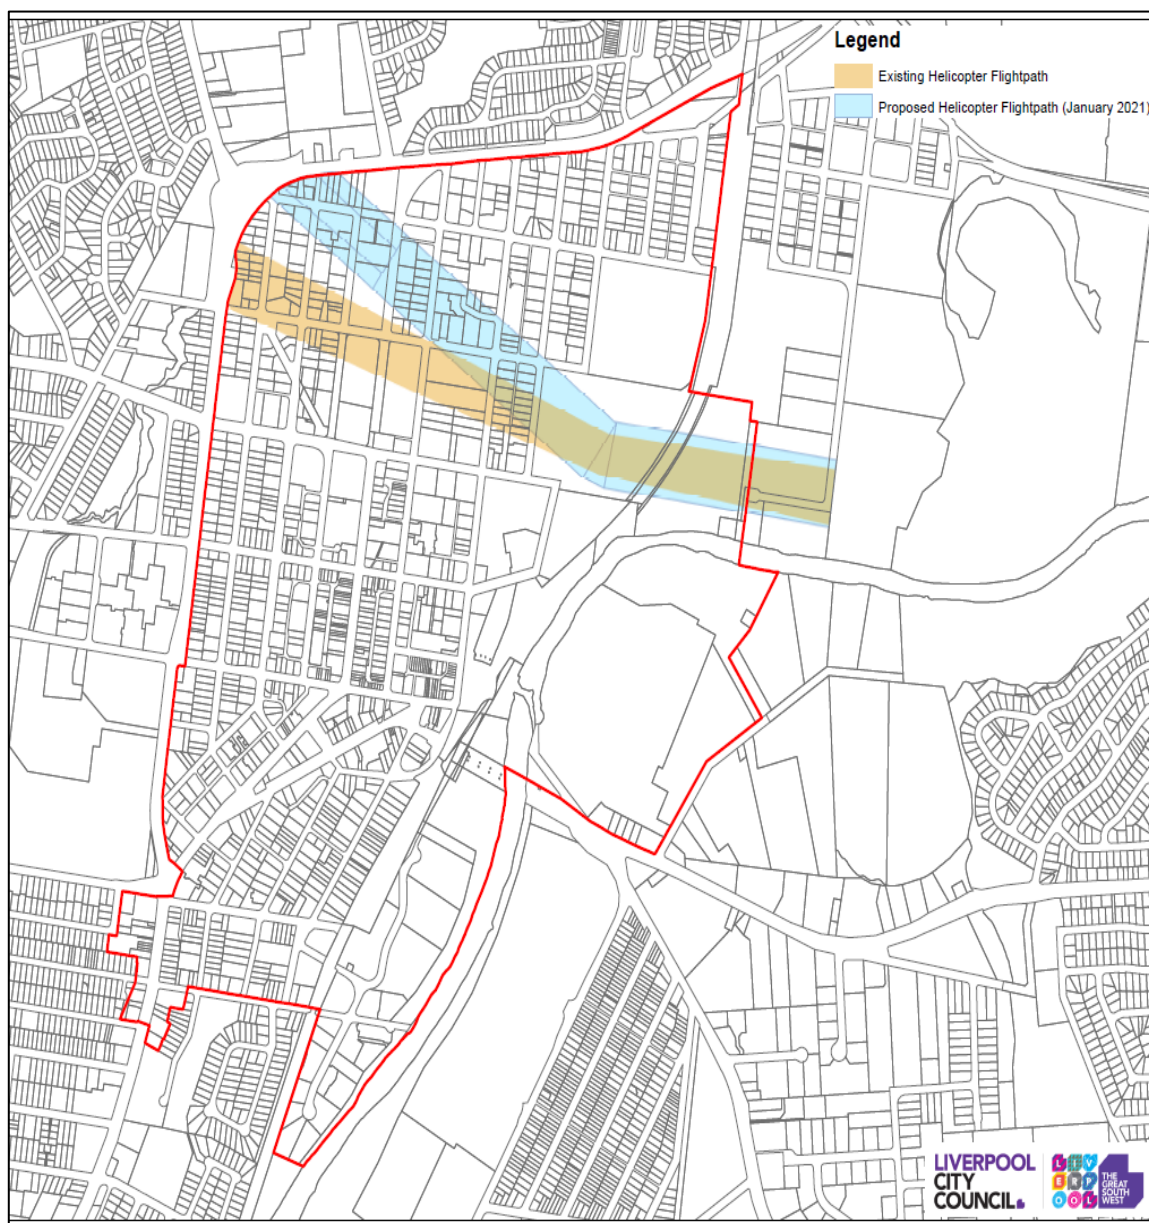 Legend
Existing Helicopter Flightpath
Proposed Helicopter Flightpath (January 2021)
LIVERPOOL
CITY
COUNCIL
LIV
ERP
OOL
THE
GREAT
SOUTH
WEST